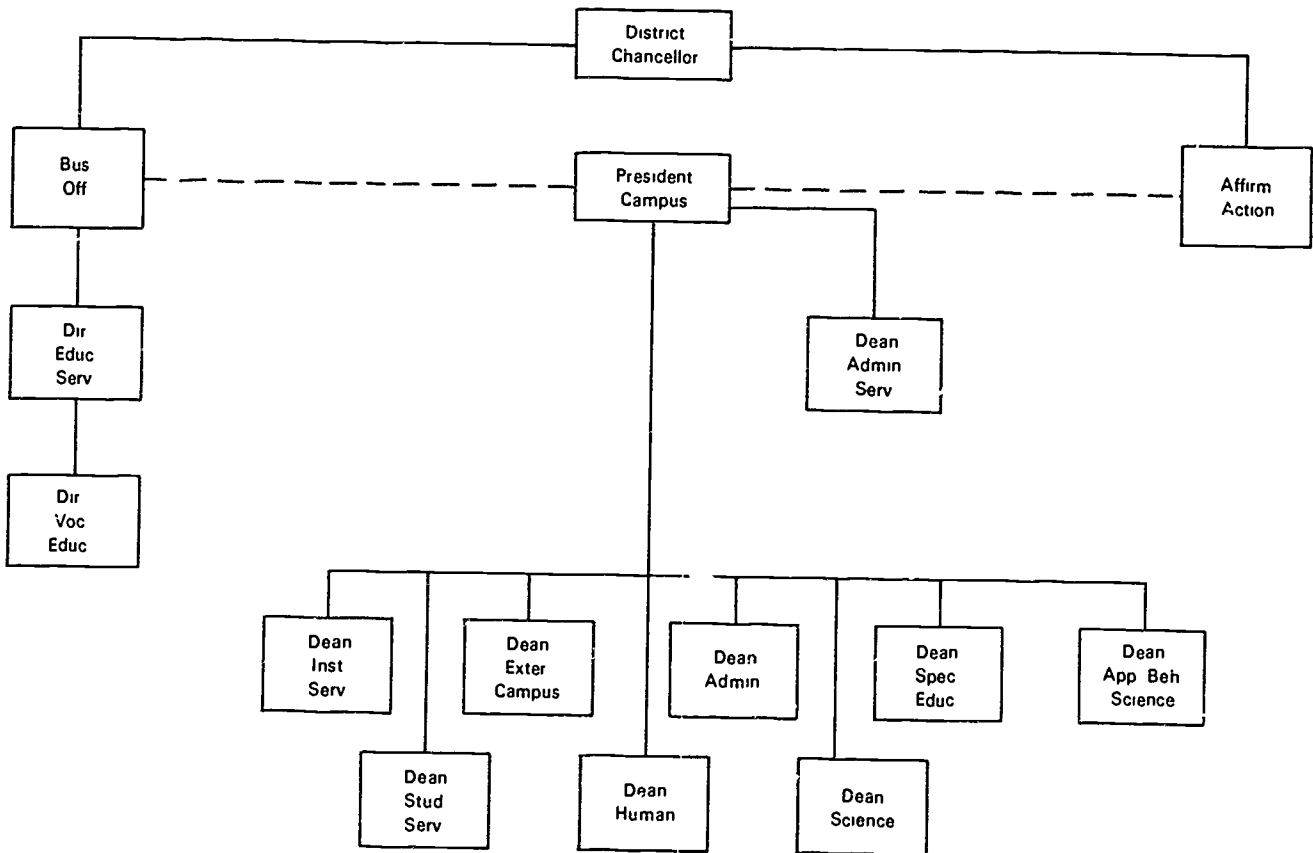 District
Chancellor
Bus
Off
President
Campus
Affirm
Action
Dir
Educ
Serv
Dean
Admin
Serv
Dir
Voc
Educ
Dean
Inst
Serv
Dean
Exter
Campus
Dean
Admin
Dean
Spec
Educ
Dean
App Beh
Science
Dean
Stud
Serv
Dean
Human
Dean
Science